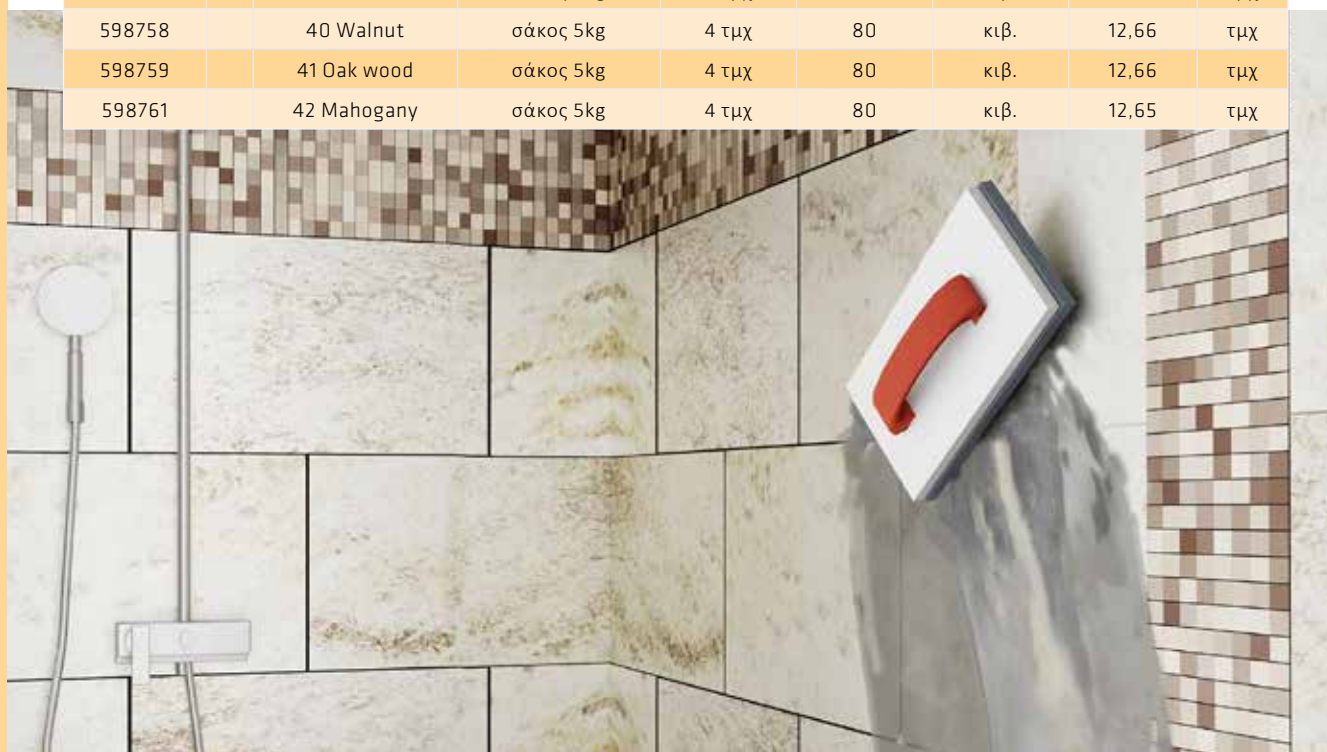 598758 40 Walnut σάκος 5kg 4 τμχ 80 κιβ. 12,66 τμχ
598759 41 Oak wood σάκος 5kg 4 τμχ 80 κιβ. 12,66 τμχ
598761 42 Mahogany σάκος 5kg 4 τμχ 80 κιβ. 12,65 τμχ